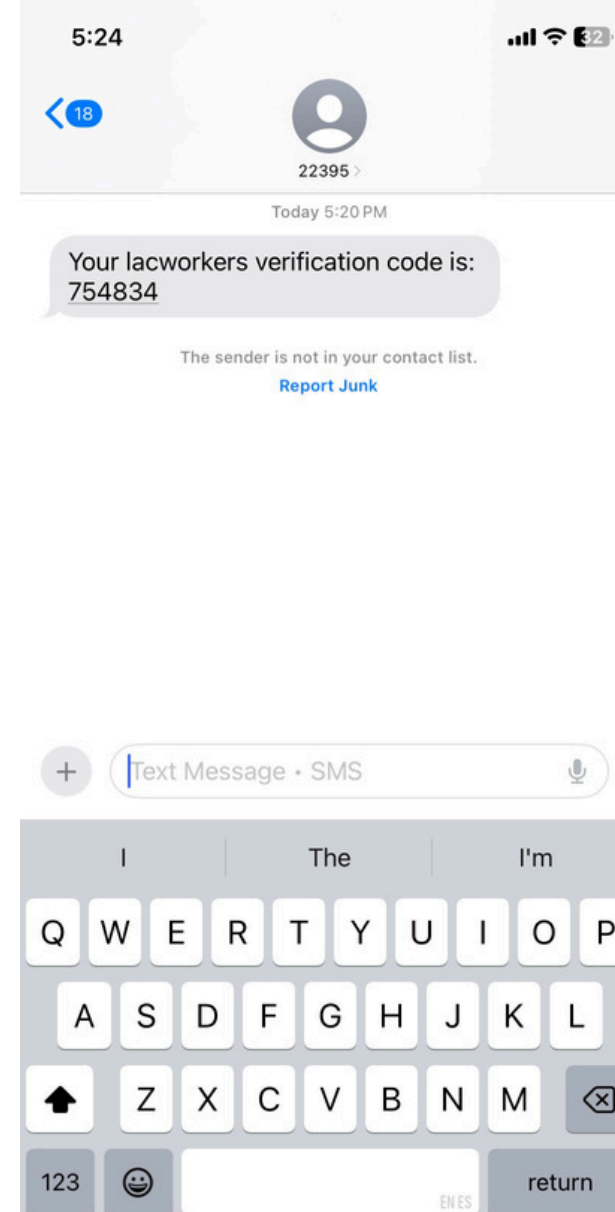 5:24
32
18
22395 >
Today 5:20 PM
Your lacworkers verification code is:
754834
The sender is not in your contact list.
Report Junk
+
Text Message • SMS
I The I'm
Q W E R T Y U I O P
A S D F G H J K L
Z X C V B N M
123
EN ES
return